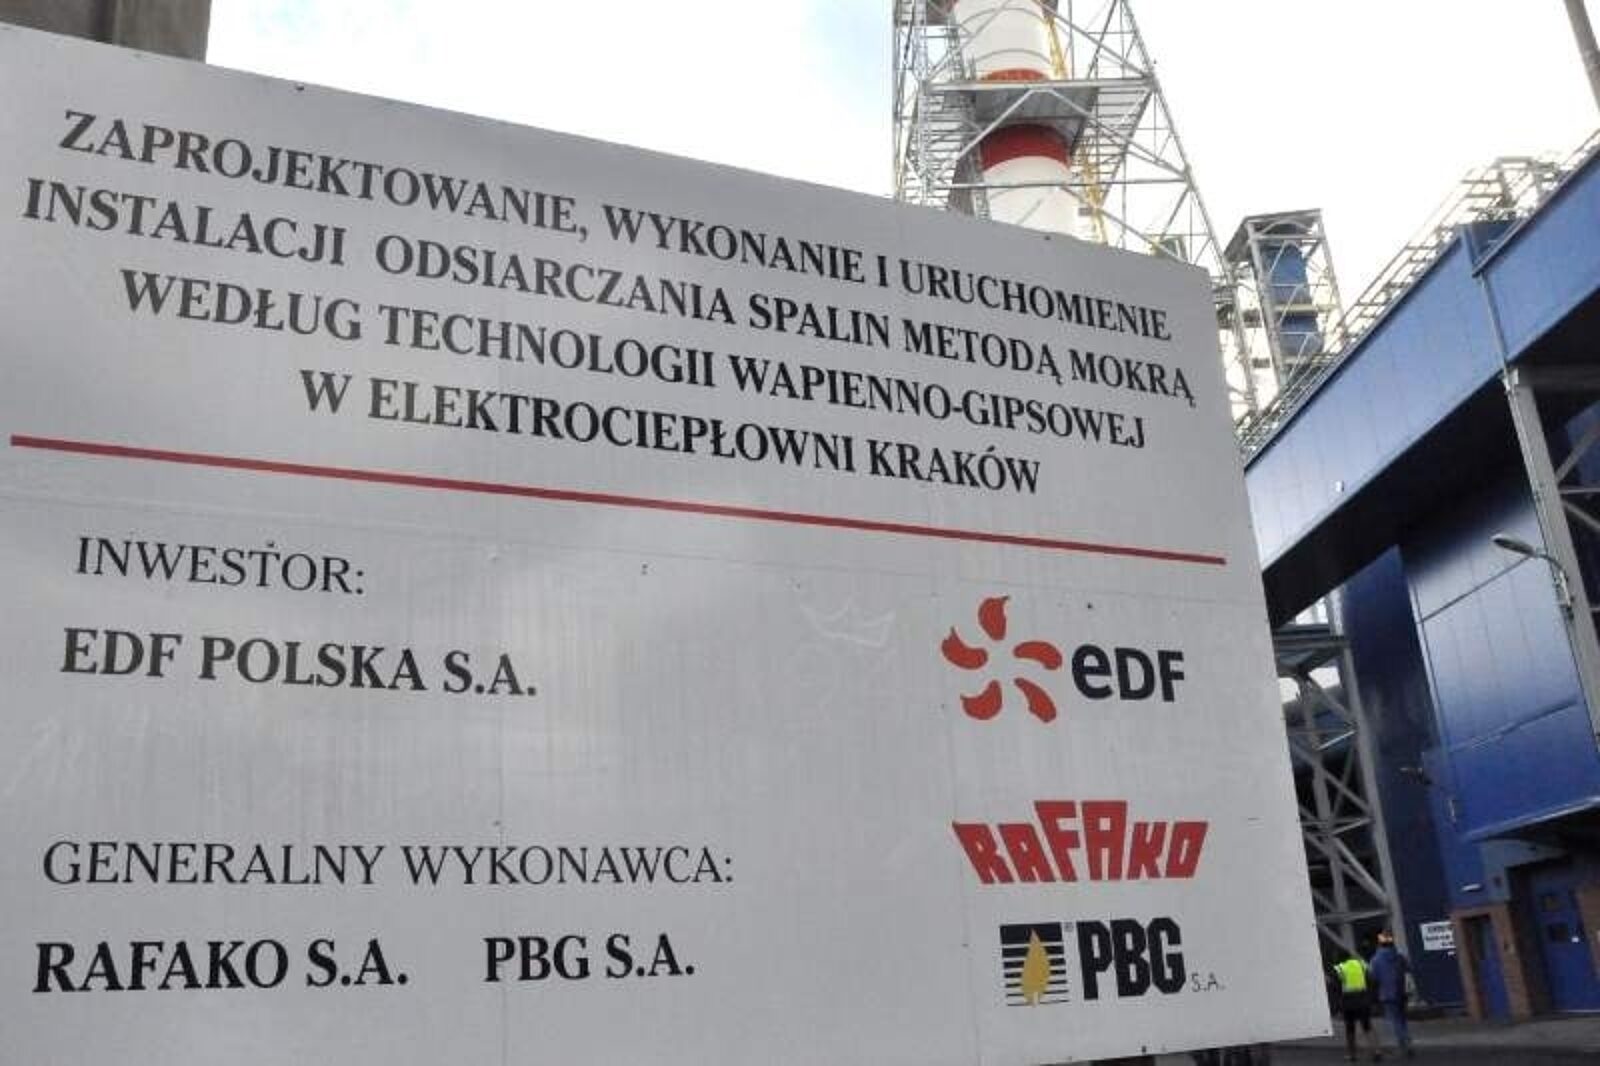 ZAPROJEKTOWANIE, WYKONANIE I URUCHOMIENIE
INSTALACJI ODSIARCZANIA SPALIN METODĄ MOKRĄ
WEDŁUG TECHNOLOGII WAPIENNO-GIPSOWEJ
W ELEKTROCIEPŁOWNI KRAKÓW
INWESTOR:
EDF POLSKA S.A.
eDF
GENERALNY WYKONAWCA:
RAFAKO
RAFAKO S.A. PBG S.A.
® PBG S.A.